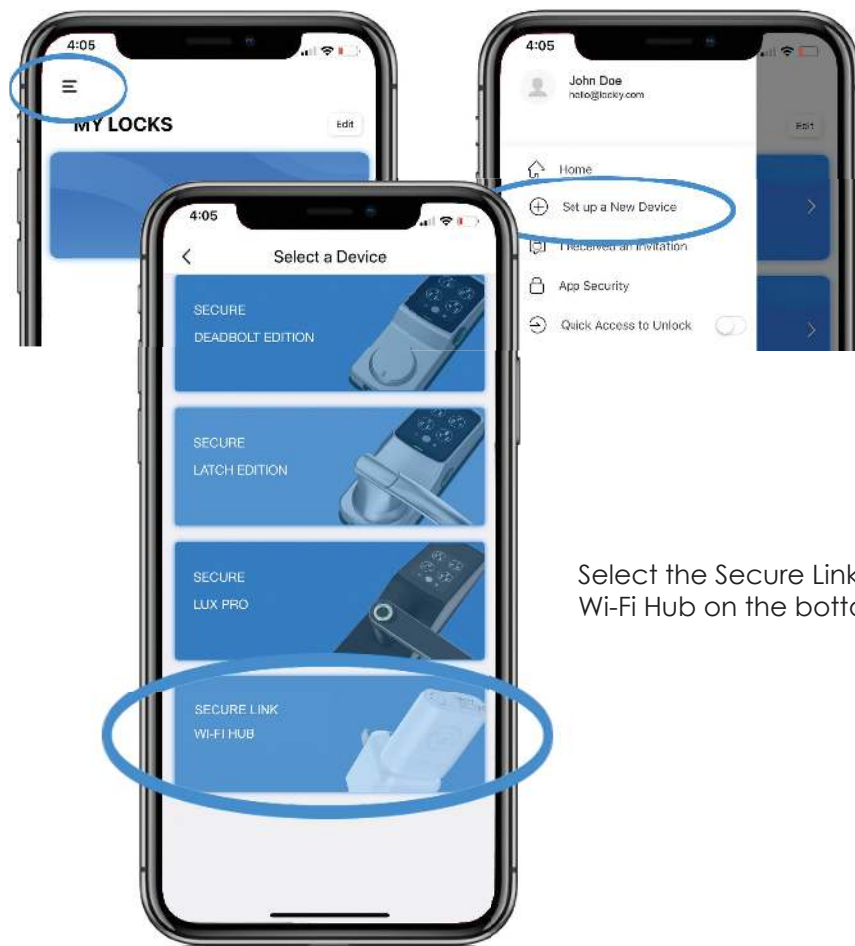 4:05
MY LOCKS
Edit
4:05
John Doe
hello@lockly.com
Edit
Home
Set up a New Device
I Received an Invitation
App Security
Quick Access to Unlock
4:05
Select a Device
SECURE
DEADBOLT EDITION
SECURE
LATCH EDITION
SECURE
LUX PRO
SECURE LINK
WI-FI HUB
Select the Secure Link
Wi-Fi Hub on the botto